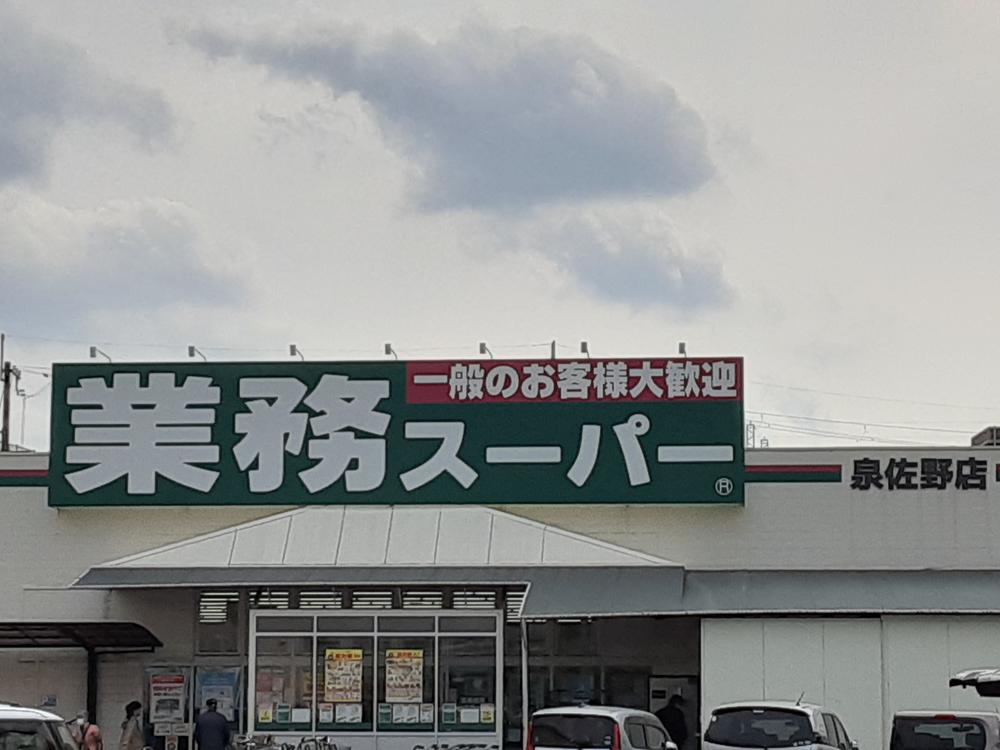 一般のお客様大歓迎
業務スーパー
Ⓗ
泉佐野店